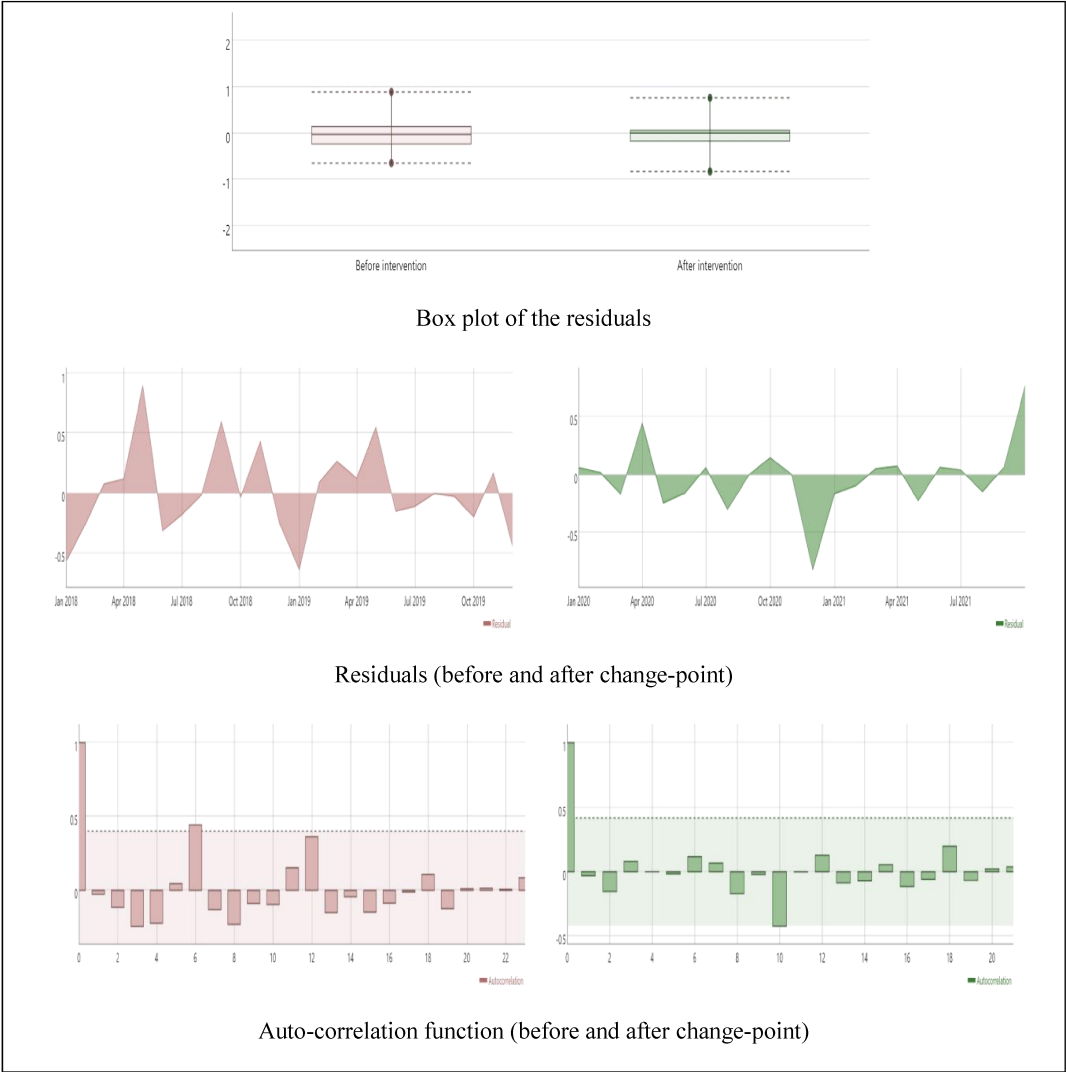 2
1
0
-1
-2
Before intervention After intervention
Box plot of the residuals
1
0.5
0
-0.5
Jan 2018 Apr 2018 Jul 2018 Oct 2018 Jan 2019 Apr 2019 Jul 2019 Oct 2019
Residual
0.5
0
-0.5
Jan 2020 Apr 2020 Jul 2020 Oct 2020 Jan 2021 Apr 2021 Jul 2021
Residual
Residuals (before and after change-point)
1
0.5
0
0 2 4 6 8 10 12 14 16 18 20 22
Autocorrelation
1
0.5
0
-0.5
0 2 4 6 8 10 12 14 16 18 20
Autocorrelation
Auto-correlation function (before and after change-point)